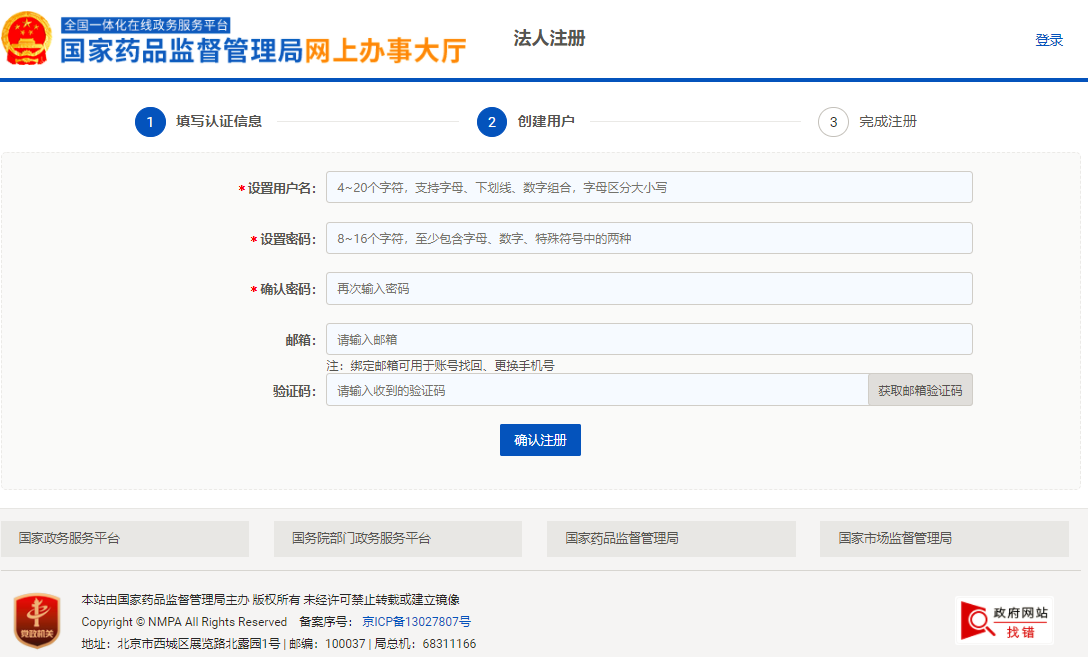 全国一体化在线政务服务平台
国家药品监督管理局网上办事大厅
法人注册
登录
1 填写认证信息
2 创建用户
3 完成注册
*设置用户名： 4~20个字符，支持字母、下划线、数字组合，字母区分大小写
*设置密码： 8~16个字符，至少包含字母、数字、特殊符号中的两种
*确认密码： 再次输入密码
邮箱： 请输入邮箱
注：绑定邮箱可用于账号找回、更换手机号
验证码： 请输入收到的验证码 获取邮箱验证码
确认注册
国家政务服务平台 国务院部门政务服务平台 国家药品监督管理局 国家市场监督管理局
本站由国家药品监督管理局主办 版权所有 未经许可禁止转载或建立镜像
Copyright © NMPA All Rights Reserved 备案序号： 京ICP备13027807号
地址：北京市西城区展览路北露园1号 | 邮编：100037 | 局总机：68311166
党政机关
政府网站
找错